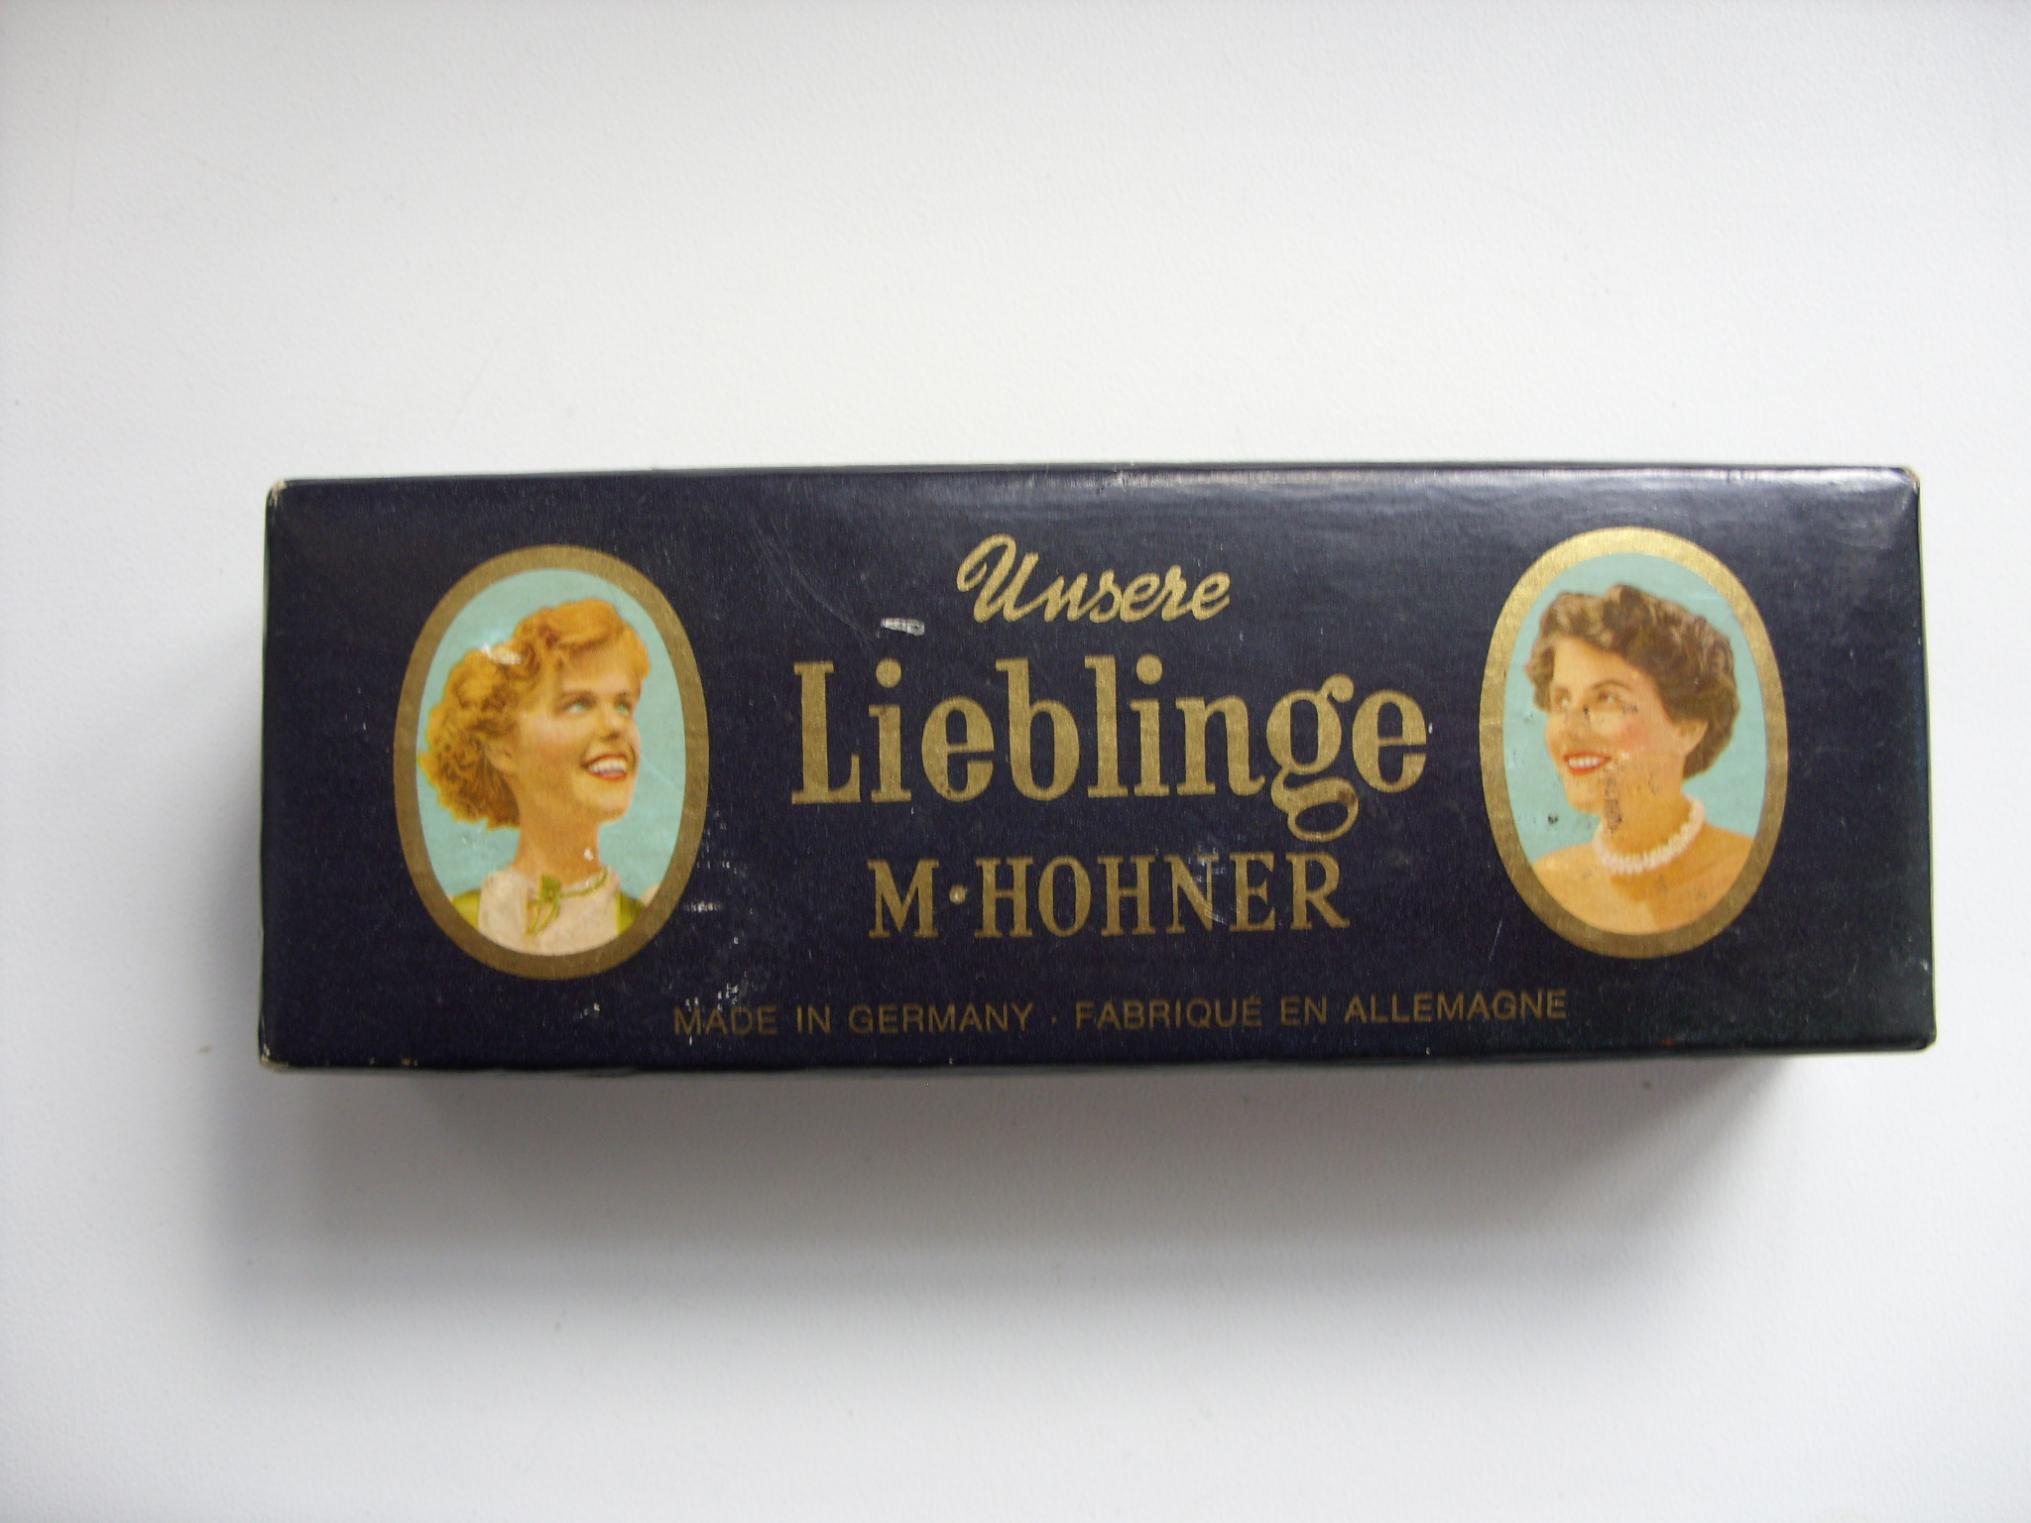 Unsere
Lieblinge
M·HOHNER
MADE IN GERMANY · FABRIQUÉ EN ALLEMAGNE